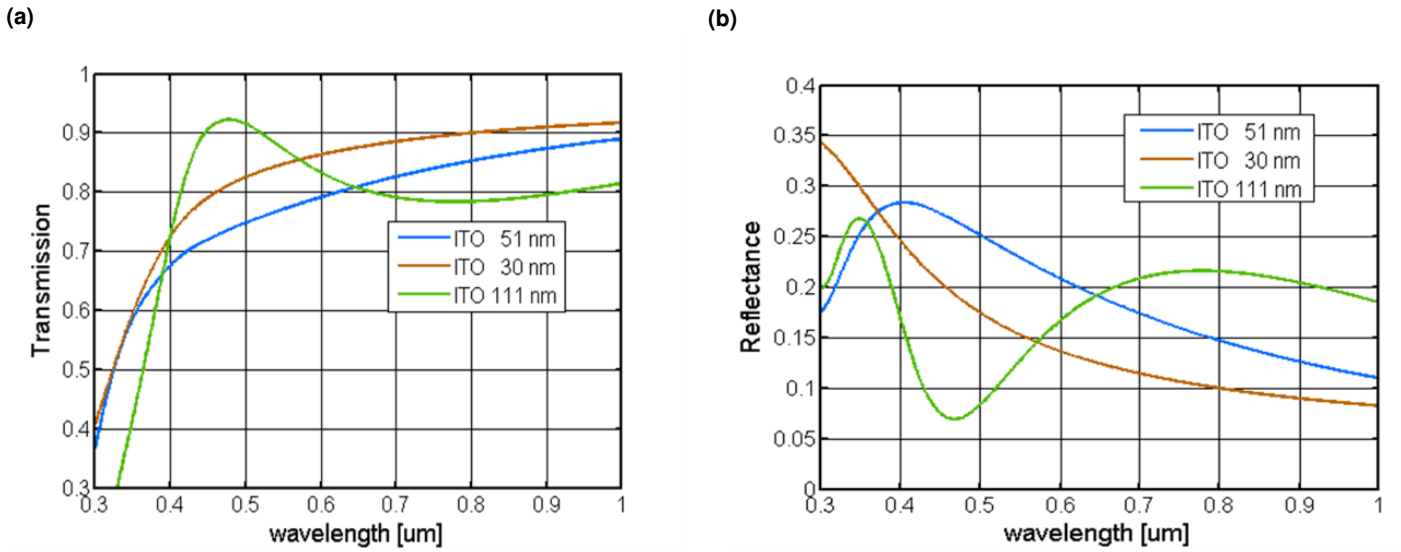 (a)
1
0.9
0.8
0.7
0.6
0.5
0.4
0.3
Transmission
ITO 51 nm
ITO 30 nm
ITO 111 nm
0.3 0.4 0.5 0.6 0.7 0.8 0.9 1
wavelength [um]
(b)
0.4
0.35
0.3
0.25
0.2
0.15
0.1
0.05
0
Reflectance
ITO 51 nm
ITO 30 nm
ITO 111 nm
0.3 0.4 0.5 0.6 0.7 0.8 0.9 1
wavelength [um]